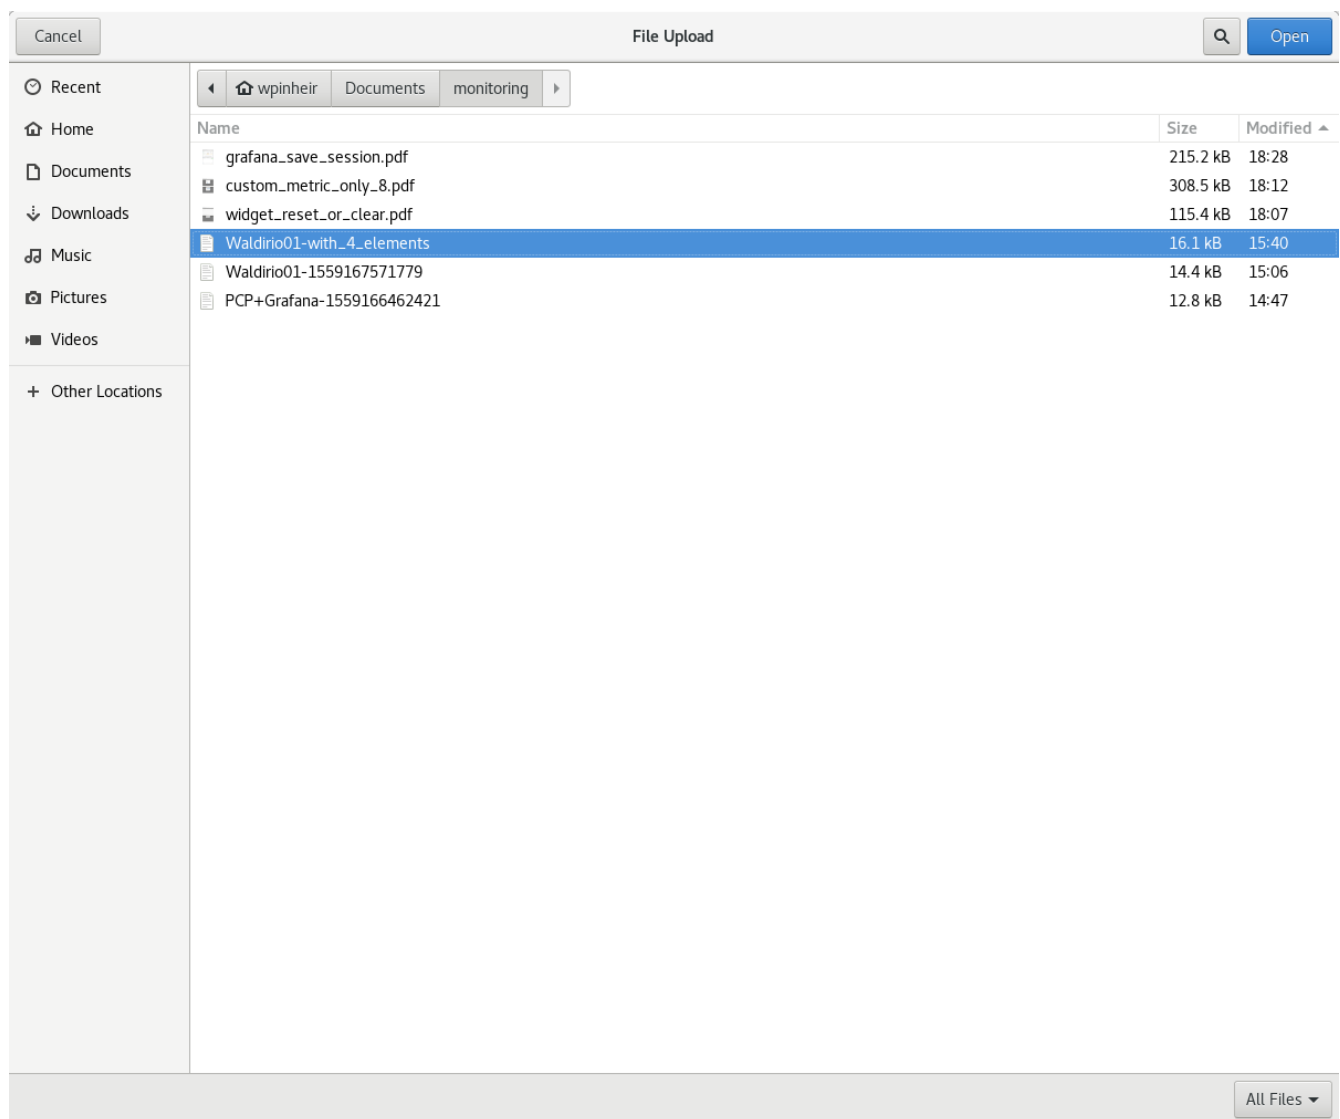 Cancel File Upload Open
Recent
Home
Documents
Downloads
Music
Pictures
Videos
Other Locations
wpinheir Documents monitoring
Name Size Modified
grafana_save_session.pdf 215.2 kB 18:28
custom_metric_only_8.pdf 308.5 kB 18:12
widget_reset_or_clear.pdf 115.4 kB 18:07
Waldirio01-with_4_elements 16.1 kB 15:40
Waldirio01-1559167571779 14.4 kB 15:06
PCP+Grafana-1559166462421 12.8 kB 14:47
All Files